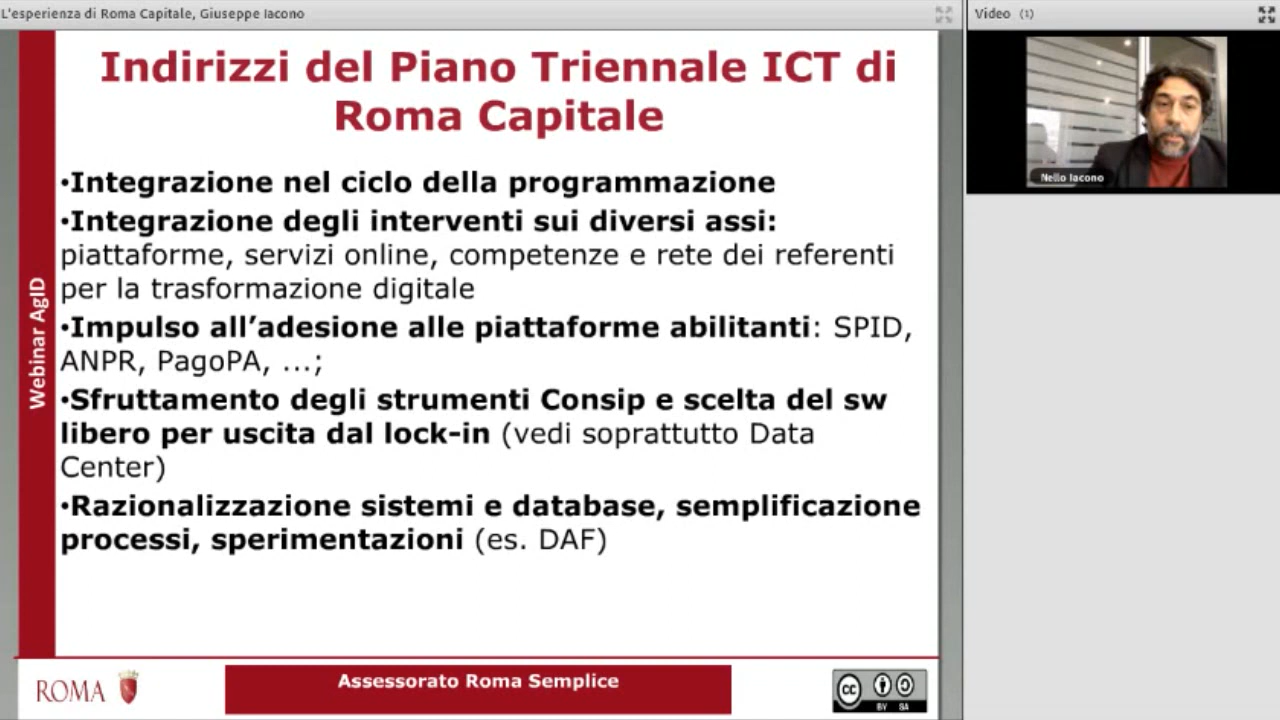 L'esperienza di Roma Capitale, Giuseppe Iacono
Video (1)
Indirizzi del Piano Triennale ICT di
Roma Capitale
•Integrazione nel ciclo della programmazione
•Integrazione degli interventi sui diversi assi:
piattaforme, servizi online, competenze e rete dei referenti
per la trasformazione digitale
•Impulso all’adesione alle piattaforme abilitanti: SPID,
ANPR, PagoPA, ...;
•Sfruttamento degli strumenti Consip e scelta del sw
libero per uscita dal lock-in (vedi soprattutto Data
Center)
•Razionalizzazione sistemi e database, semplificazione
processi, sperimentazioni (es. DAF)
Webinar AgID
Nello Iacono
ROMA
Assessorato Roma Semplice
cc
BY SA